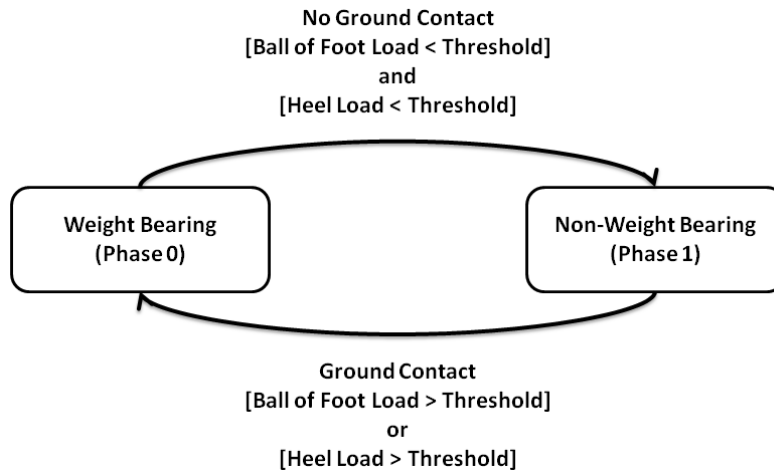 No Ground Contact
[Ball of Foot Load < Threshold]
and
[Heel Load < Threshold]
Weight Bearing
(Phase 0)
Non-Weight Bearing
(Phase 1)
Ground Contact
[Ball of Foot Load > Threshold]
or
[Heel Load > Threshold]